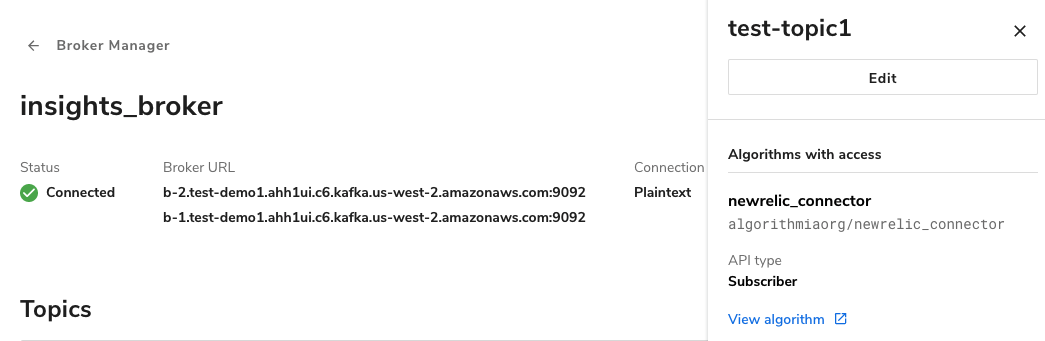 Broker Manager
insights_broker
Status
Connected
Broker URL
b-2.test-demo1.ahh1ui.c6.kafka.us-west-2.amazonaws.com:9092
b-1.test-demo1.ahh1ui.c6.kafka.us-west-2.amazonaws.com:9092
Connection
Plaintext
Topics
test-topic1
Edit
Algorithms with access
newrelic_connector
algorithmiaorg/newrelic_connector
API type
Subscriber
View algorithm